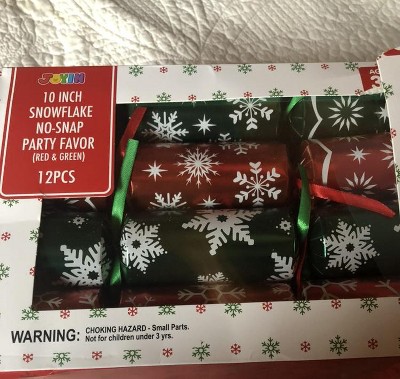 JOYIN
10 INCH
SNOWFLAKE
NO-SNAP
PARTY FAVOR
(RED & GREEN)
12PCS
WARNING: CHOKING HAZARD - Small Parts.
Not for children under 3 yrs.